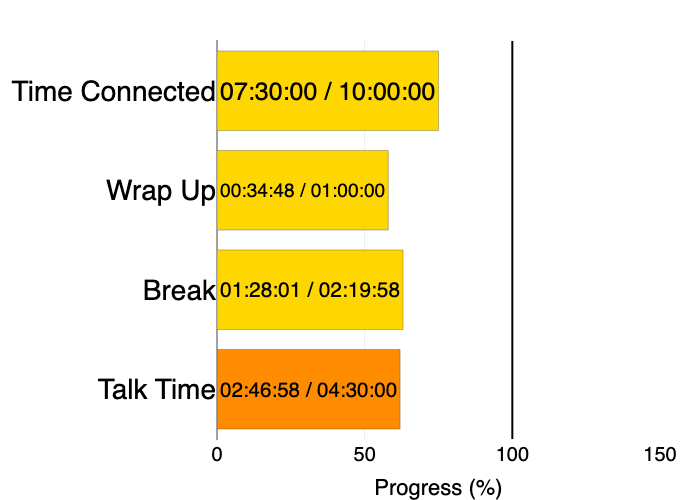 Time Connected 07:30:00 / 10:00:00
Wrap Up 00:34:48 / 01:00:00
Break 01:28:01 / 02:19:58
Talk Time 02:46:58 / 04:30:00
0 50 100 150
Progress (%)